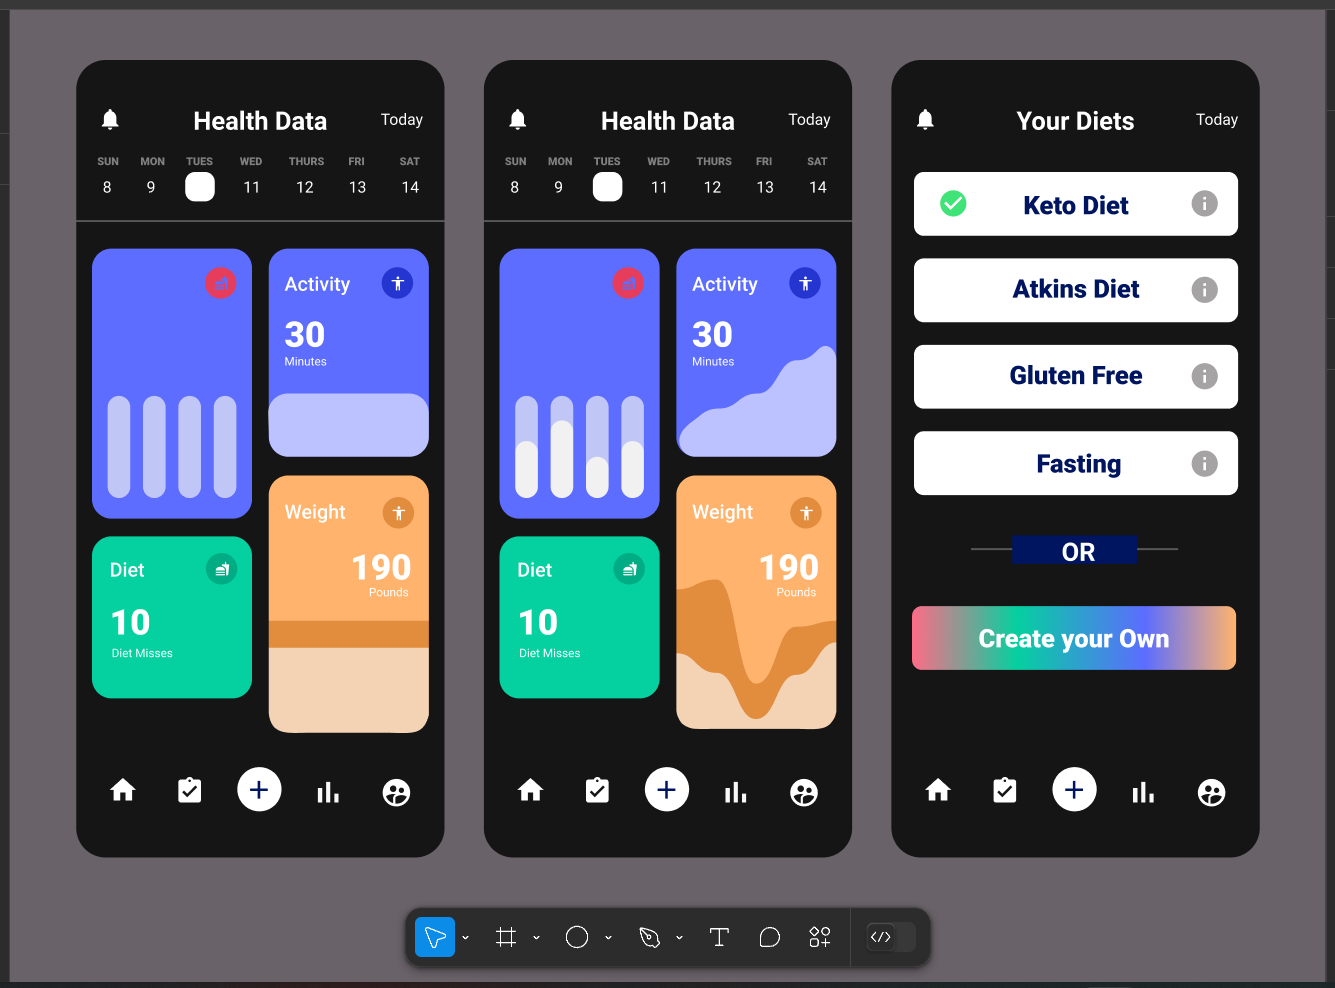 Health Data
Today
SUN MON TUES WED THURS FRI SAT
8 9 11 12 13 14
Activity
30
Minutes
Weight
190
Pounds
Diet
10
Diet Misses
Health Data
Today
SUN MON TUES WED THURS FRI SAT
8 9 11 12 13 14
Activity
30
Minutes
Weight
190
Pounds
Diet
10
Diet Misses
Your Diets
Today
Keto Diet
Atkins Diet
Gluten Free
Fasting
OR
Create your Own